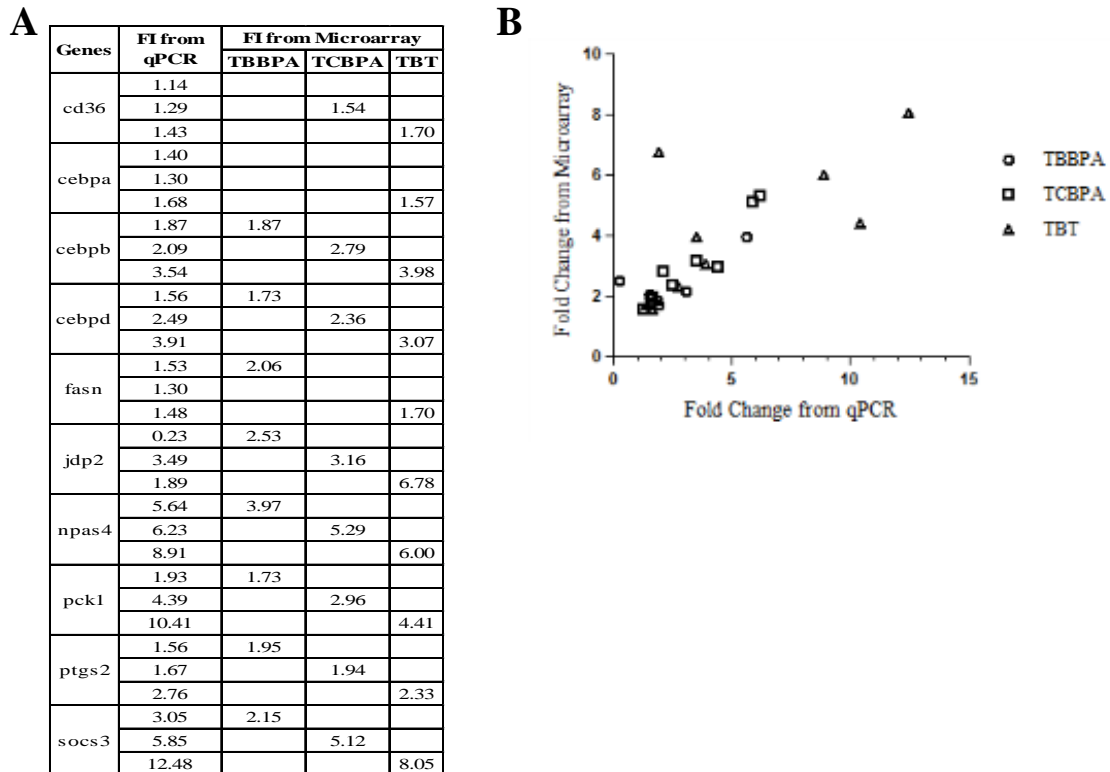 A
Genes FI from qPCR FI from Microarray
TBBPA TCBPA TBT
cd36
1.14
1.29 1.54
1.43 1.70
cebpa
1.40
1.30
1.68 1.57
cebpb
1.87 1.87
2.09 2.79
3.54 3.98
cebpd
1.56 1.73
2.49 2.36
3.91 3.07
fasn
1.53 2.06
1.30
1.48 1.70
jdp2
0.23 2.53
3.49 3.16
1.89 6.78
npas4
5.64 3.97
6.23 5.29
8.91 6.00
pck1
1.93 1.73
4.39 2.96
10.41 4.41
ptgs2
1.56 1.95
1.67 1.94
2.76 2.33
socs3
3.05 2.15
5.85 5.12
12.48 8.05
B
Fold Change from Microarray
10
8
6
4
2
0
0 5 10 15
Fold Change from qPCR
TBBPA
TCBPA
TBT